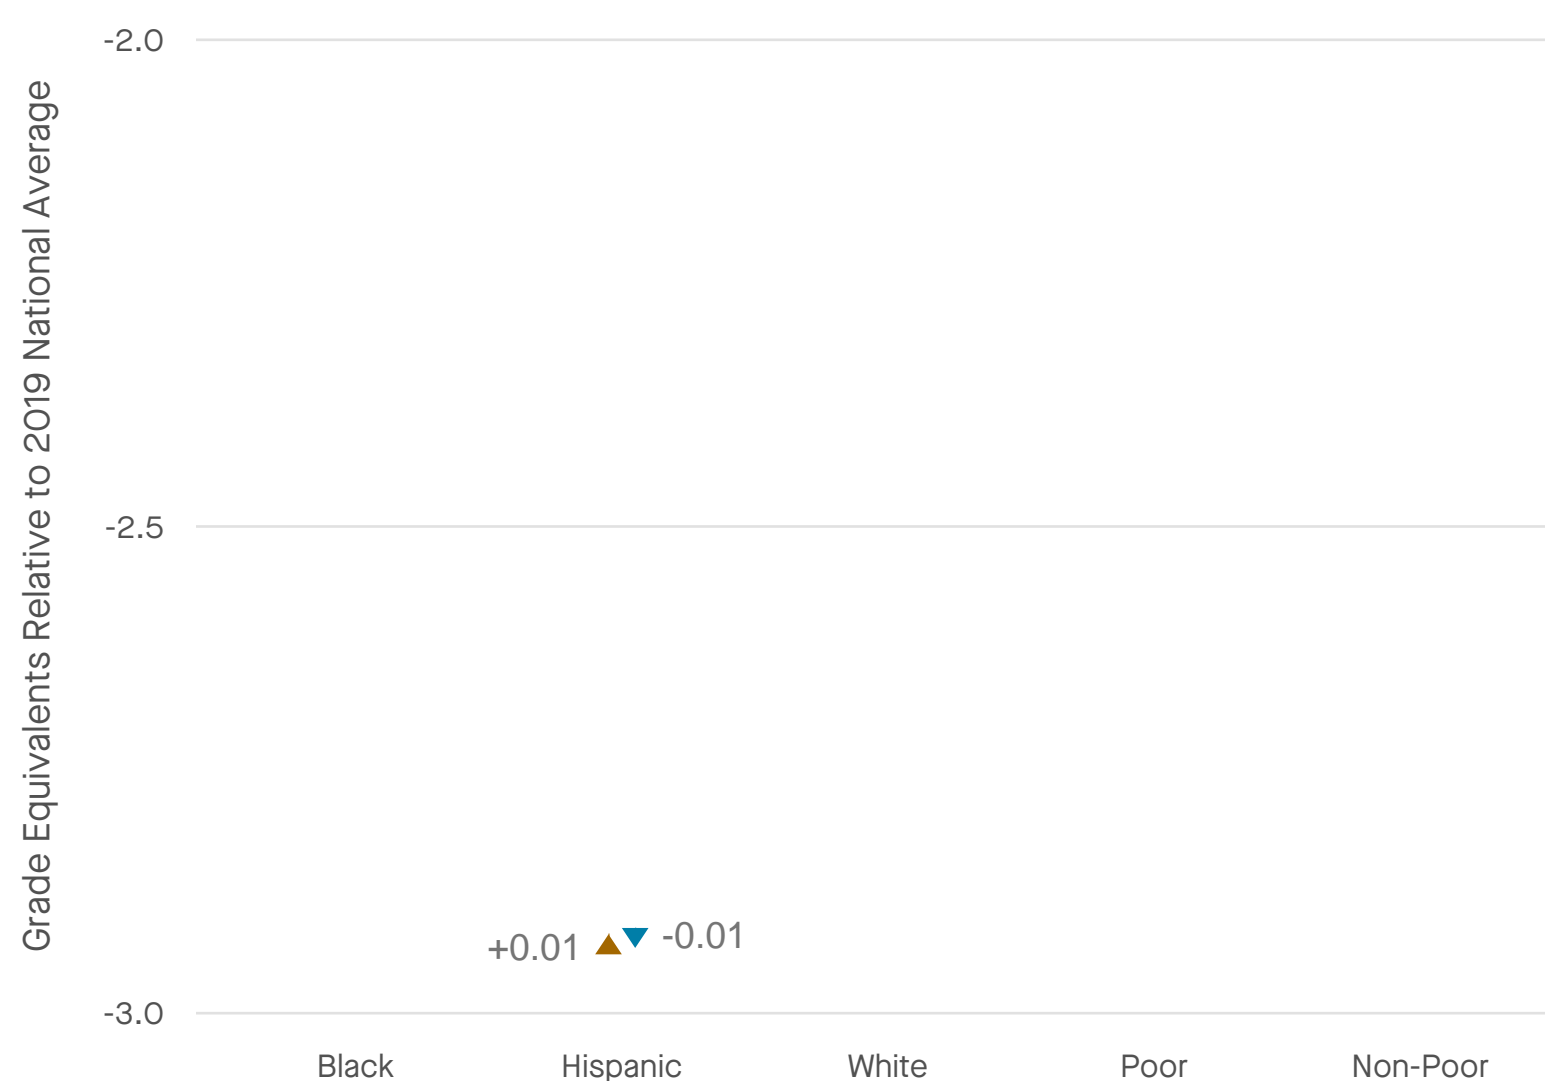 Grade Equivalents Relative to 2019 National Average
-2.0
-2.5
+0.01 -0.01
-3.0
Black Hispanic White Poor Non-Poor